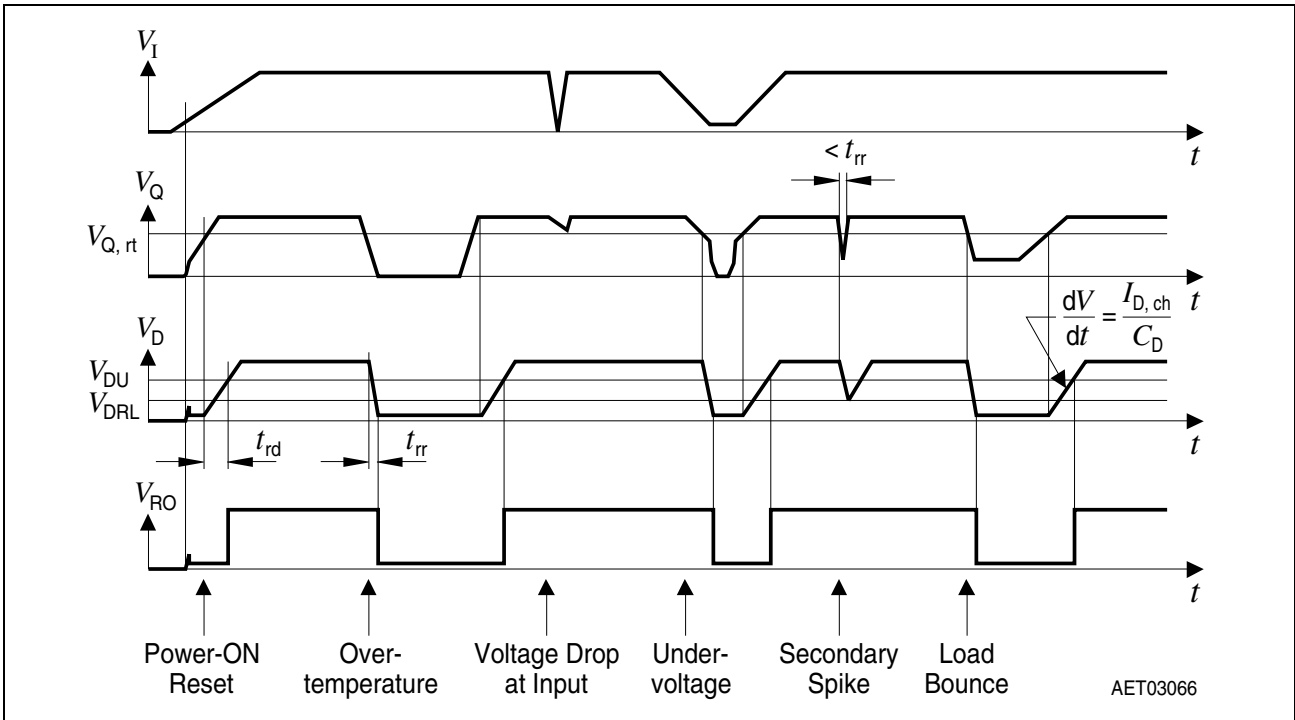 V_I
t
< t_rr
V_Q
V_Q, rt
t
dV/dt = I_D, ch/C_D
V_D
V_DU
V_DRL
t
t_rd
t_rr
V_RO
t
Power-ON
Reset
Over-
temperature
Voltage Drop
at Input
Under-
voltage
Secondary
Spike
Load
Bounce
AET03066